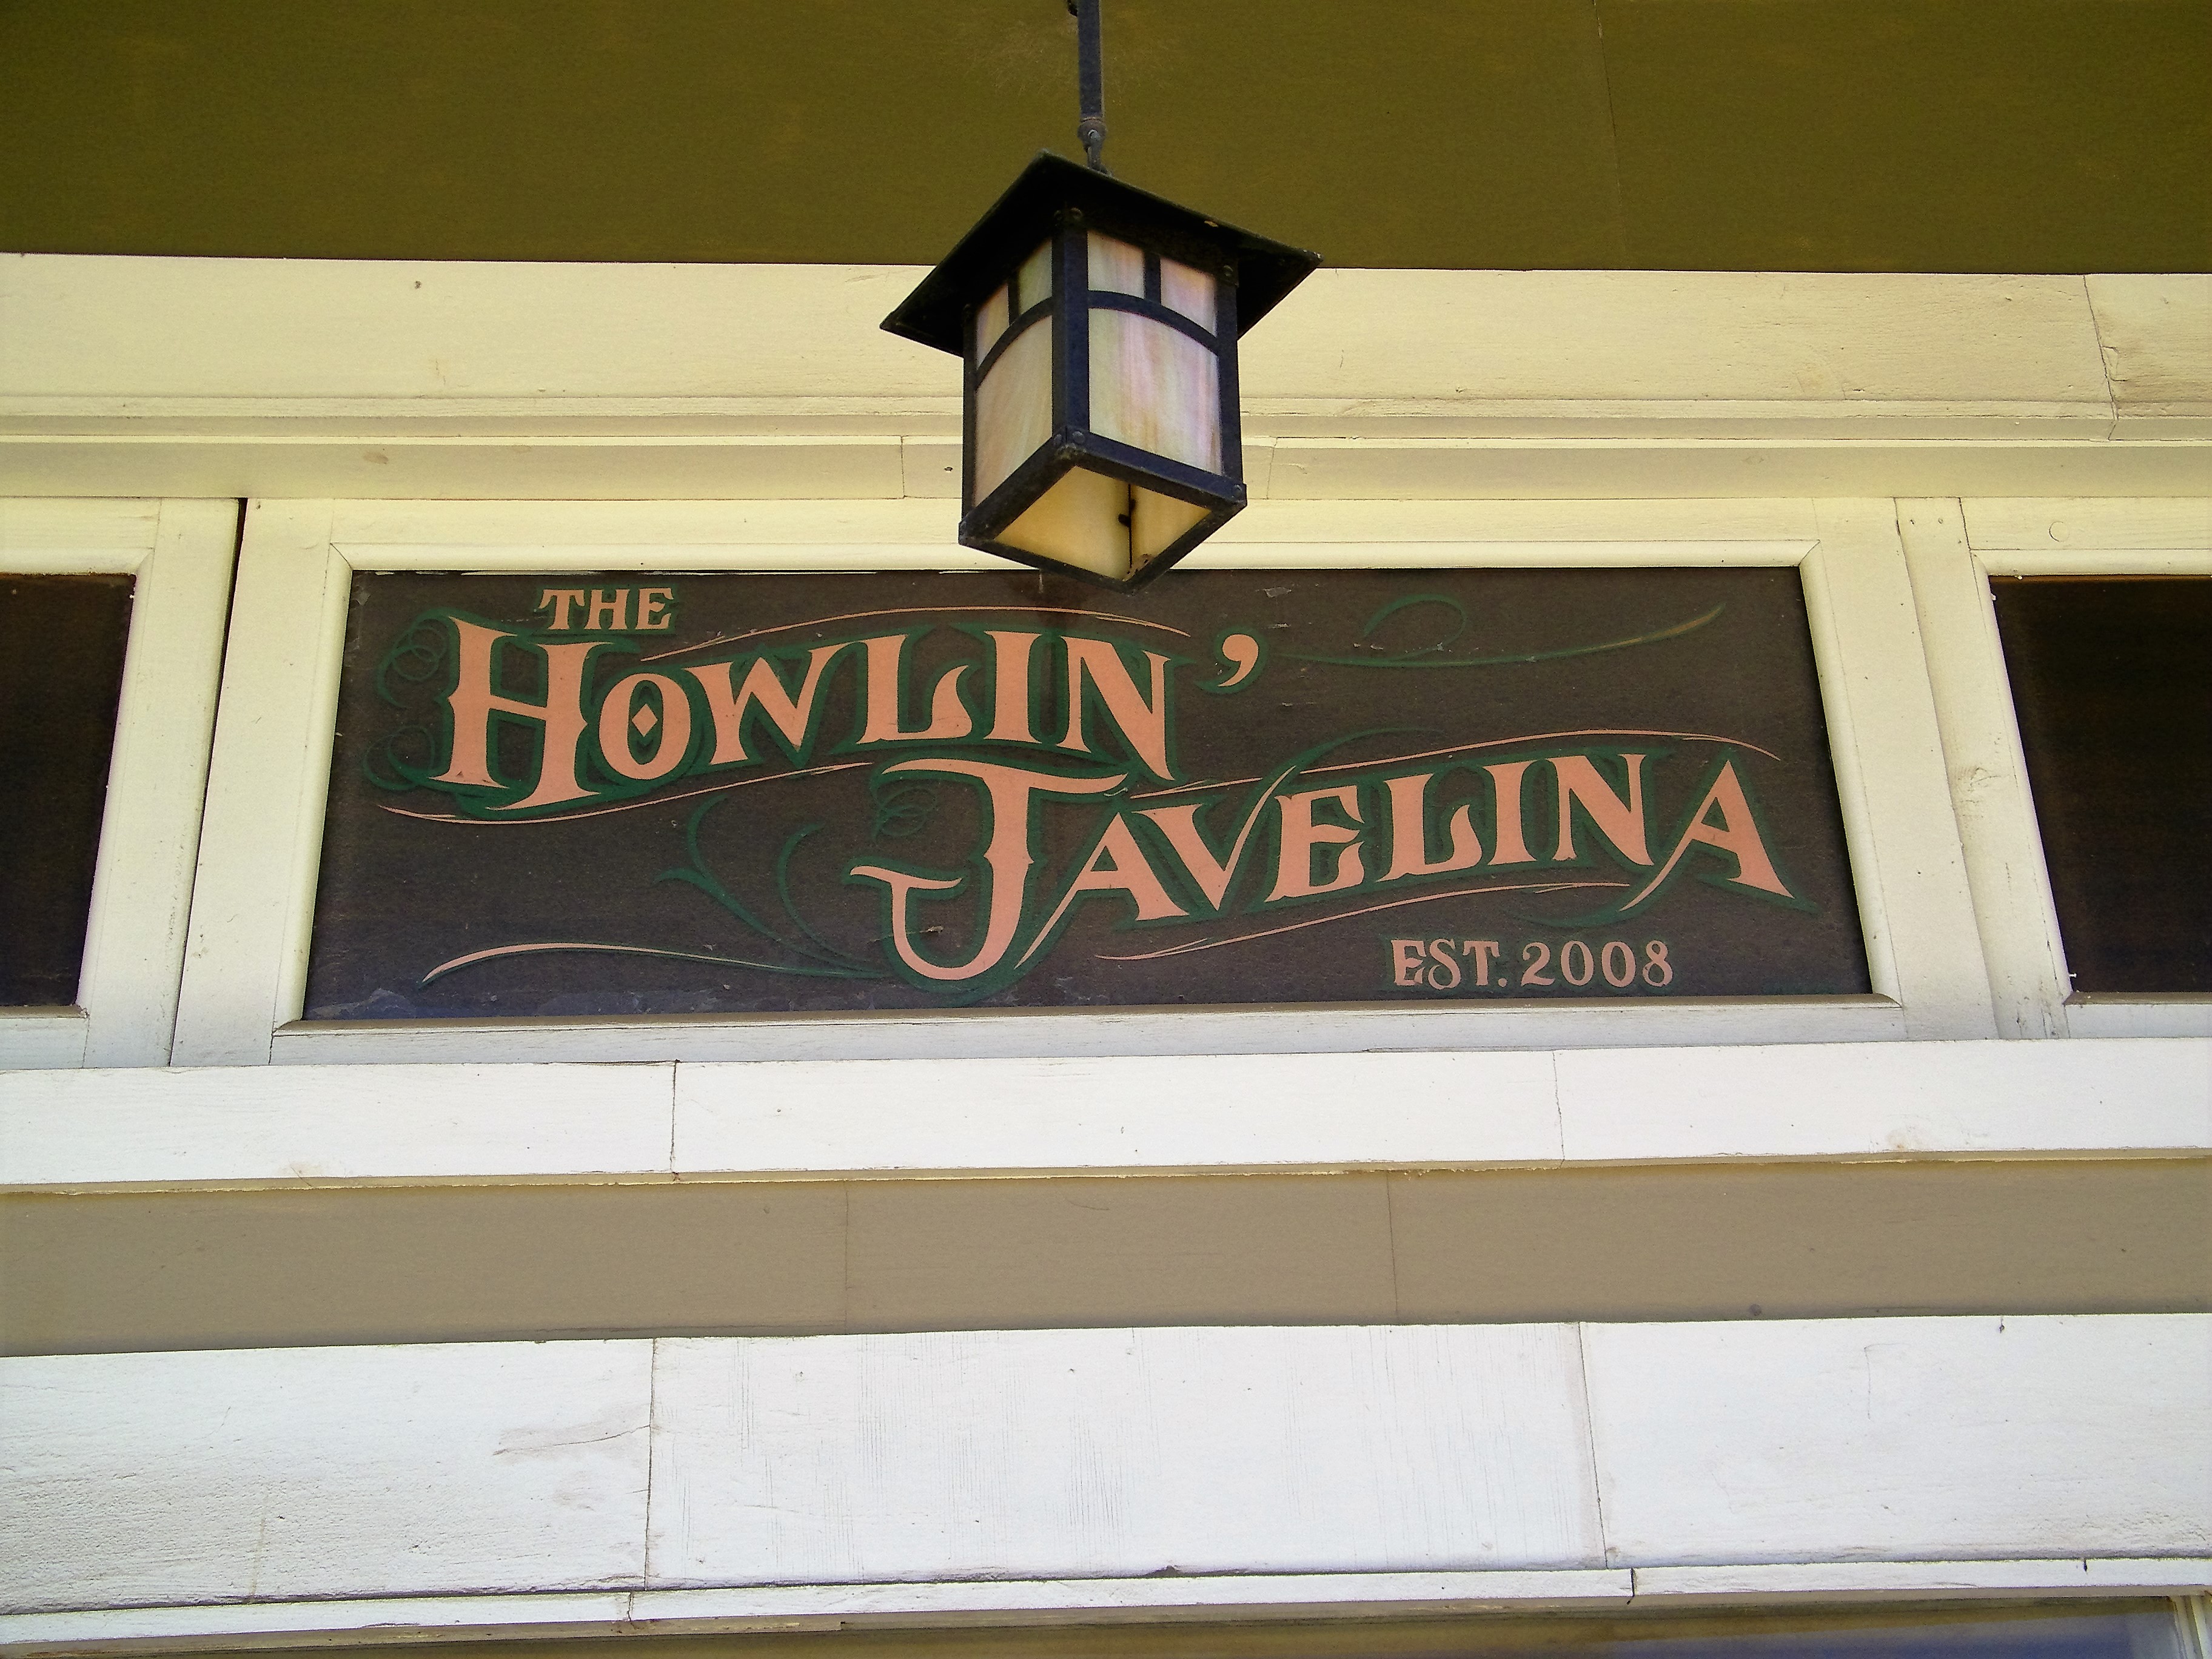 THE
HOWLIN'
JAVELINA
EST. 2008